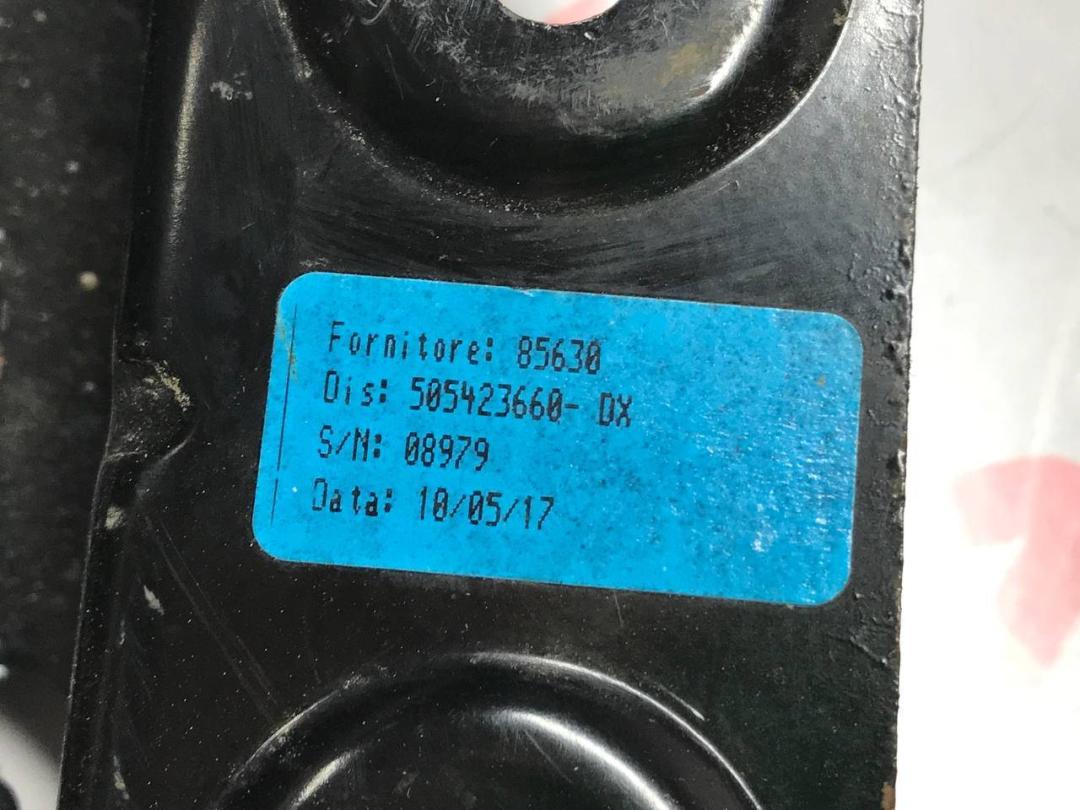 Fornitore: 85630
Dis: 505423660- DX
S/N: 08979
Data: 10/05/17